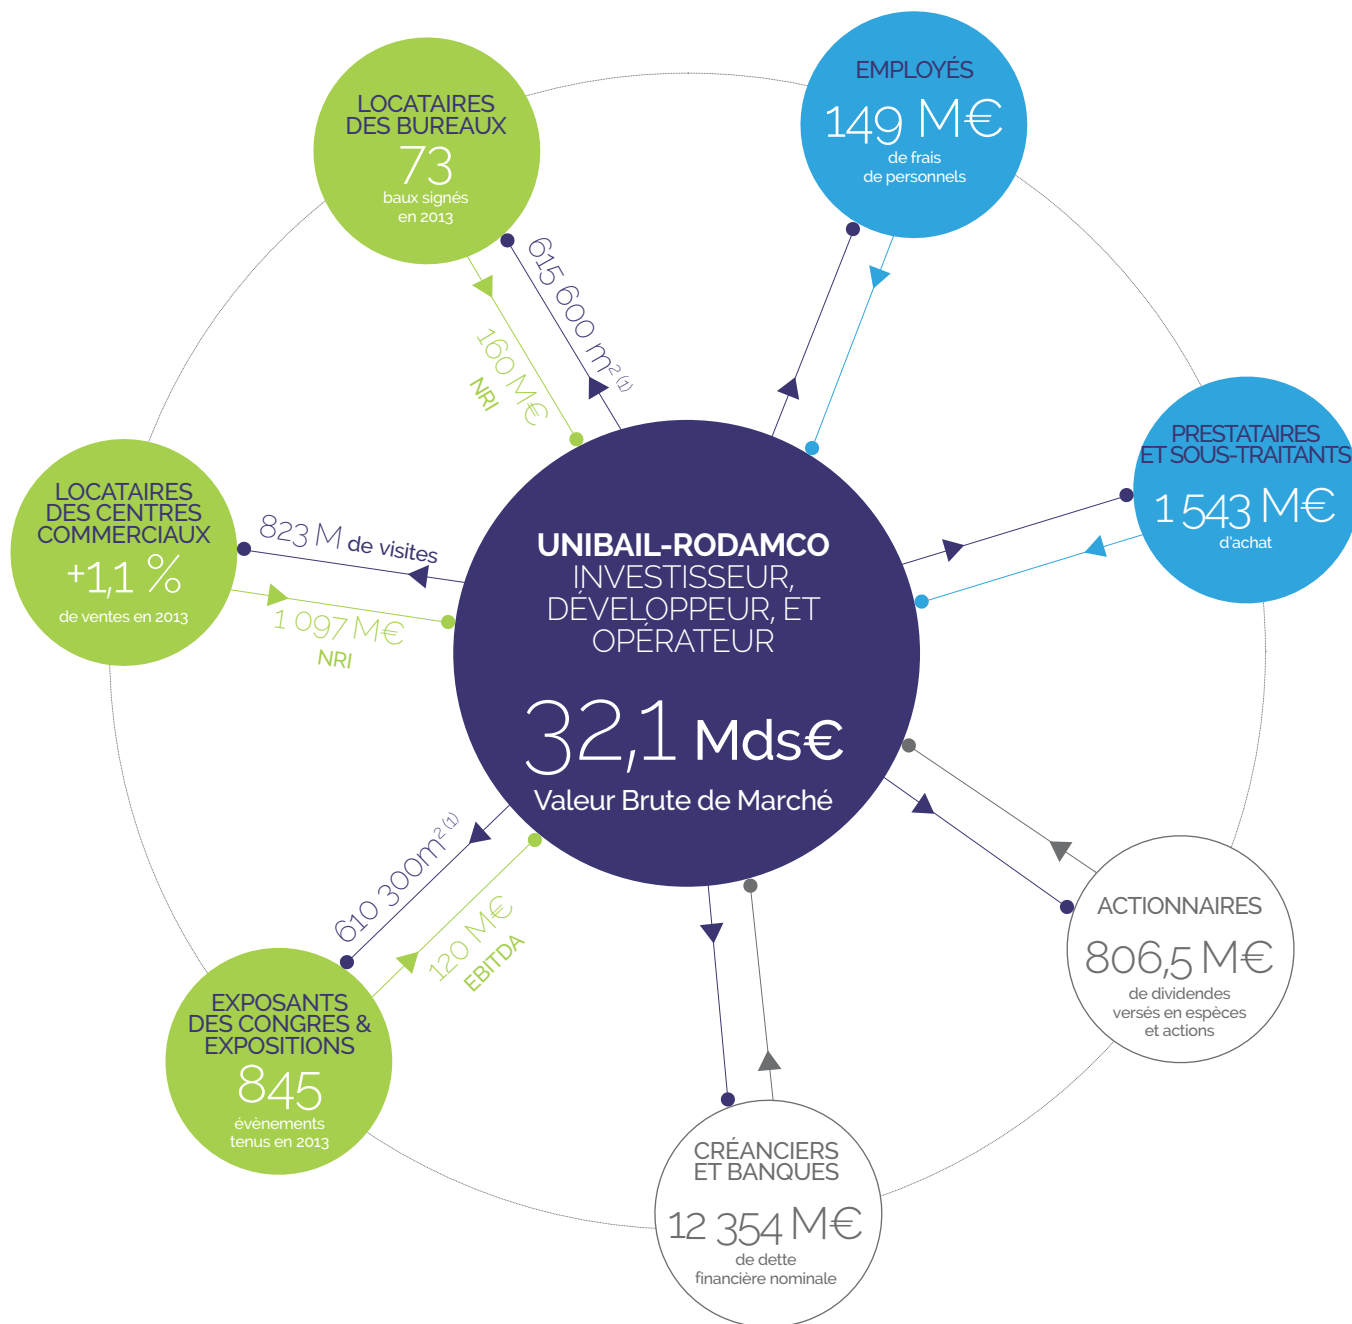 LOCATAIRES
DES BUREAUX
73
baux signés
en 2013
EMPLOYÉS
149 M€
de frais
de personnels
615 600 m² (1)
160 M€
NRI
PRESTATAIRES
ET SOUS-TRAITANTS
1 543 M€
d'achat
LOCATAIRES
DES CENTRES
COMMERCIAUX
+1,1 %
de ventes en 2013
823 M de visites
1 097 M€
NRI
UNIBAIL-RODAMCO
INVESTISSEUR,
DÉVELOPPEUR, ET
OPÉRATEUR
32,1 Mds€
Valeur Brute de Marché
610 300m² (1)
120 M€
EBITDA
ACTIONNAIRES
806,5 M€
de dividendes
versés en espèces
et actions
EXPOSANTS
DES CONGRES &
EXPOSITIONS
845
évènements
tenus en 2013
CRÉANCIERS
ET BANQUES
12 354 M€
de dette
financière nominale